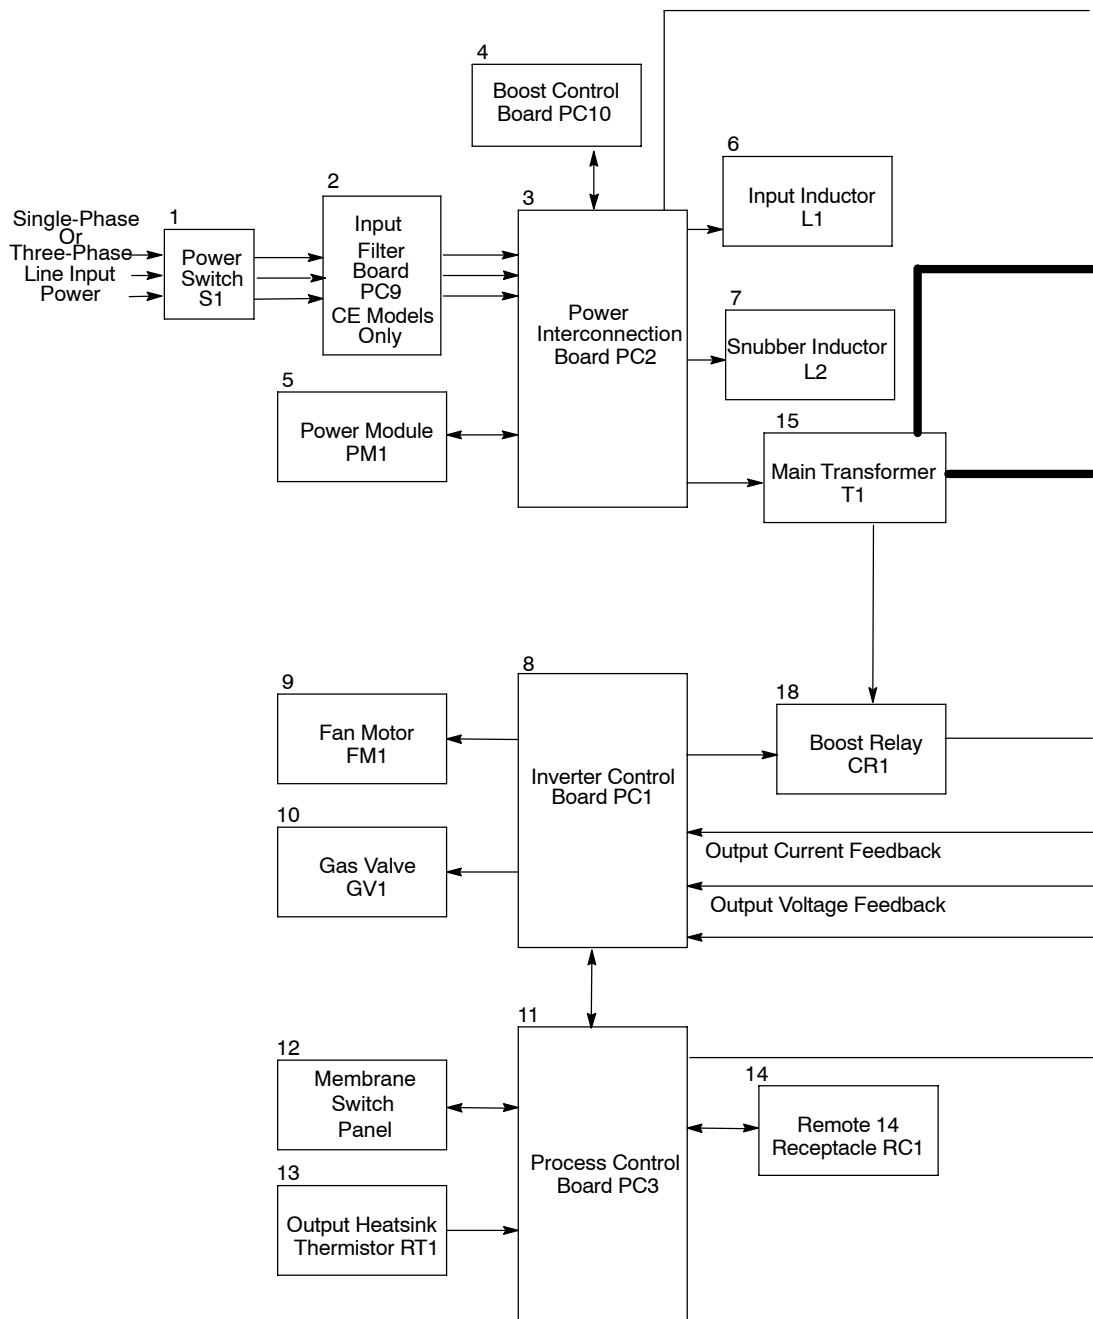 4
Boost Control
Board PC10
6
Input Inductor
L1
Single-Phase
Or
Three-Phase
Line Input
Power
1
Power
Switch
S1
2
Input
Filter
Board
PC9
CE Models
Only
3
Power
Interconnection
Board PC2
7
Snubber Inductor
L2
5
Power Module
PM1
15
Main Transformer
T1
8
Inverter Control
Board PC1
9
Fan Motor
FM1
18
Boost Relay
CR1
10
Gas Valve
GV1
Output Current Feedback
Output Voltage Feedback
11
Process Control
Board PC3
12
Membrane
Switch
Panel
14
Remote 14
Receptacle RC1
13
Output Heatsink
Thermistor RT1